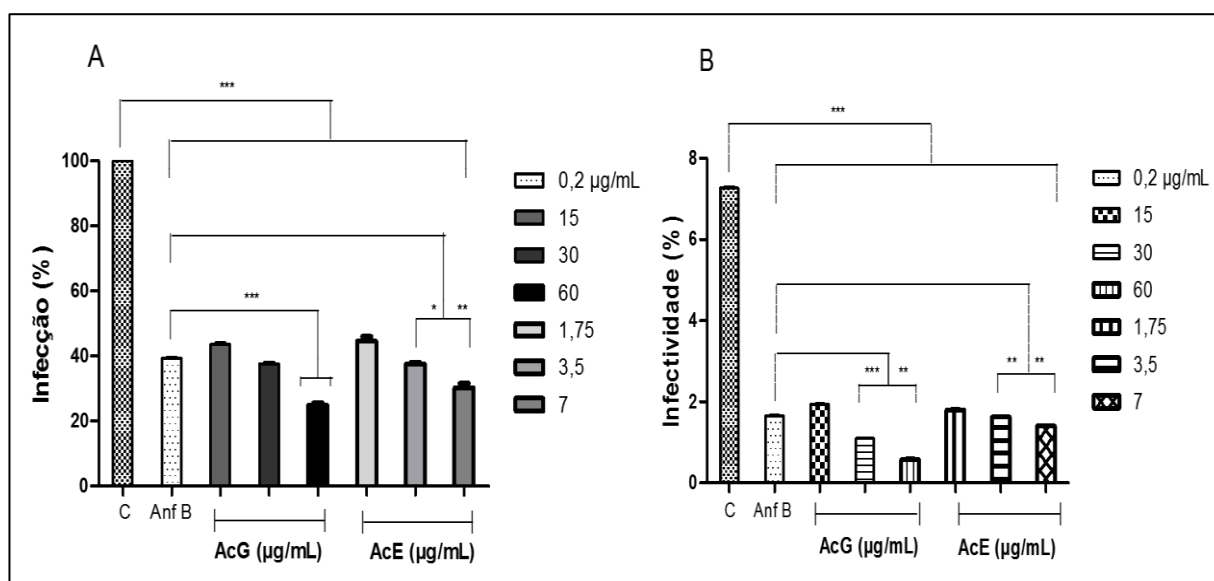 A
***
***
*
**
Infecção (%)
100
80
60
40
20
0
C
Anf B
AcG (µg/mL)
AcE (µg/mL)
0,2 µg/mL
15
30
60
1,75
3,5
7
B
***
***
**
**
**
Infectividade (%)
8
6
4
2
0
C
Anf B
AcG (µg/mL)
AcE (µg/mL)
0,2 µg/mL
15
30
60
1,75
3,5
7